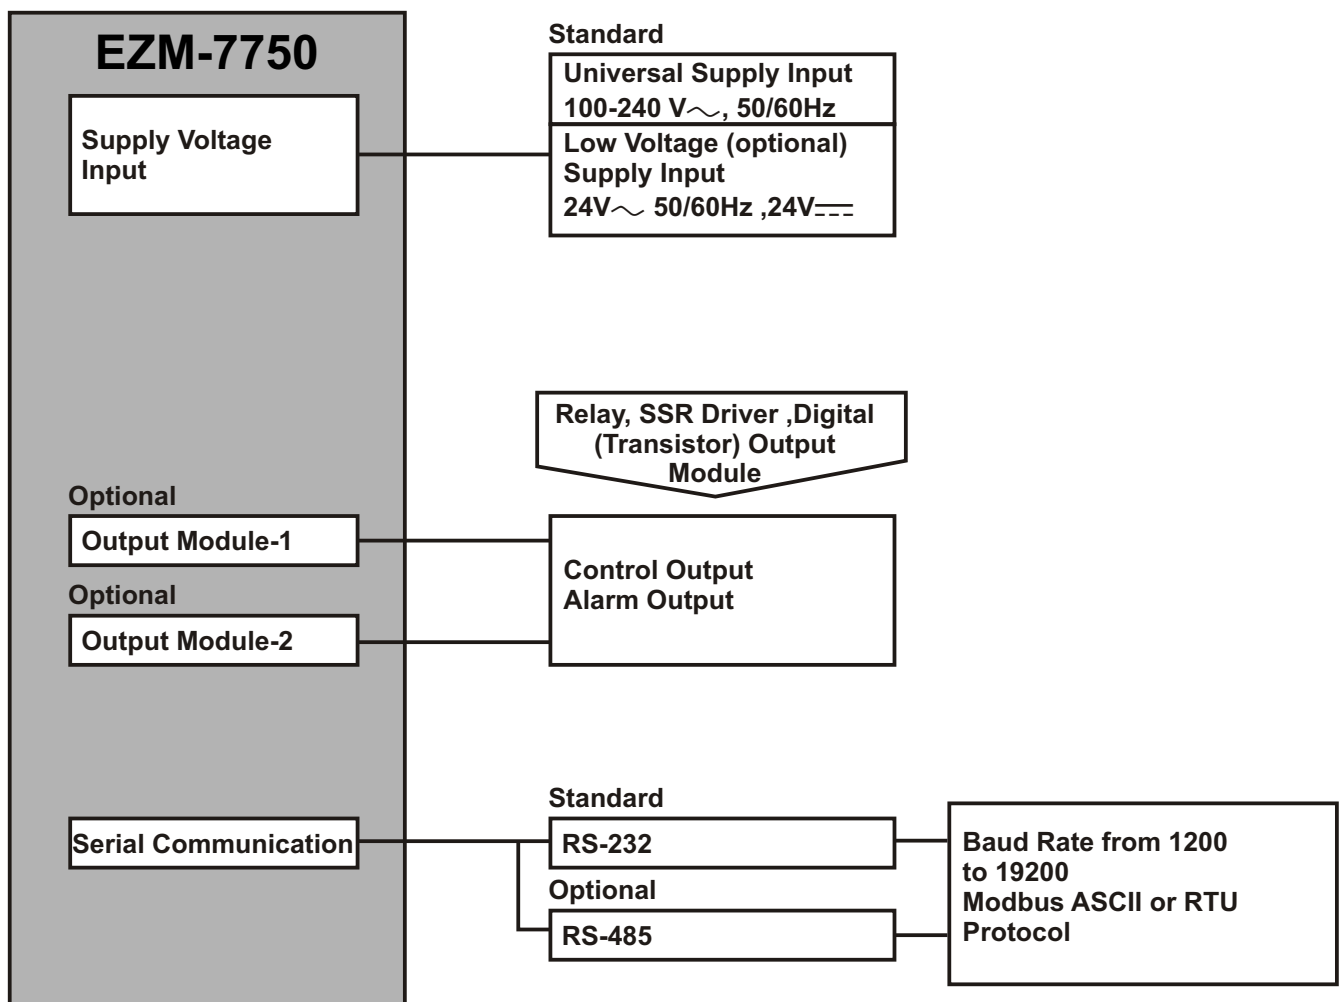 EZM-7750
Supply Voltage
Input
Standard
Universal Supply Input
100-240 V～, 50/60Hz
Low Voltage (optional)
Supply Input
24V～ 50/60Hz ,24V⎓
Relay, SSR Driver ,Digital
(Transistor) Output
Module
Optional
Output Module-1
Optional
Output Module-2
Control Output
Alarm Output
Serial Communication
Standard
RS-232
Optional
RS-485
Baud Rate from 1200
to 19200
Modbus ASCII or RTU
Protocol